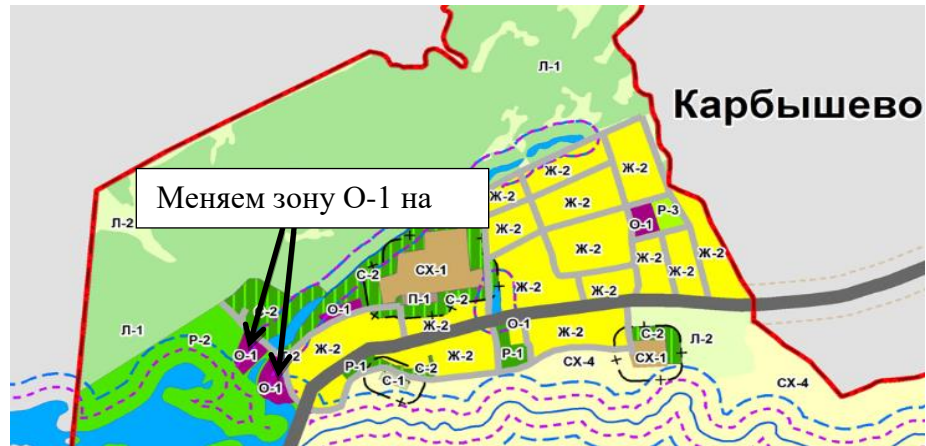 Л-1
Карбышево
Ж-2
Ж-2
Меняем зону О-1 на
Ж-2
Ж-2
Р-3
Л-2
О-1
Ж-2
Ж-2
Ж-2
Ж-2
С-2
СХ-1
Ж-2
П-1
С-2
Ж-2
Ж-2
О-1
Л-1
Ж-2
О-1
Р-2
С-2
Л-2
О-1
Ж-2
Ж-2
Р-1
Ж-2
Р-1
С-2
СХ-4
СХ-1
О-1
С-1
СХ-4